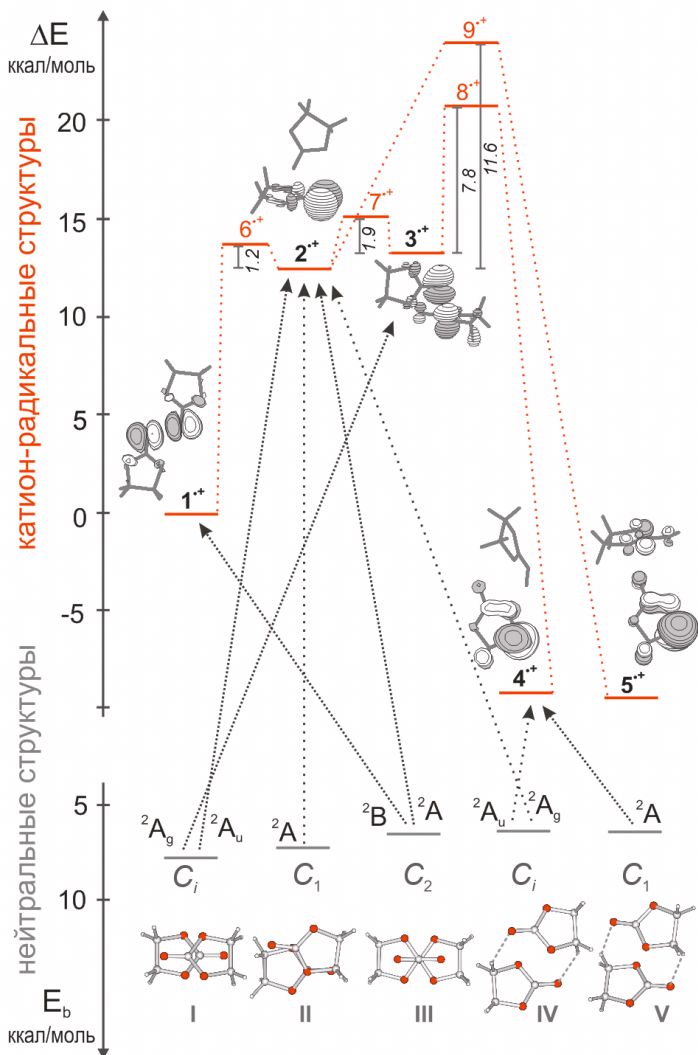 ΔE
ккал/моль
катион-радикальные структуры
нейтральные структуры
20
15
10
5
0
-5
5
10
E_b
ккал/моль
9•+
8•+
7.8
11.6
7•+
6•+
1.2
2•+
1.9
3•+
1•+
4•+
5•+
²A_g
²A_u
²A
²B
²A
²A_u
²A_g
²A
C_i
C_1
C_2
C_i
C_1
I
II
III
IV
V